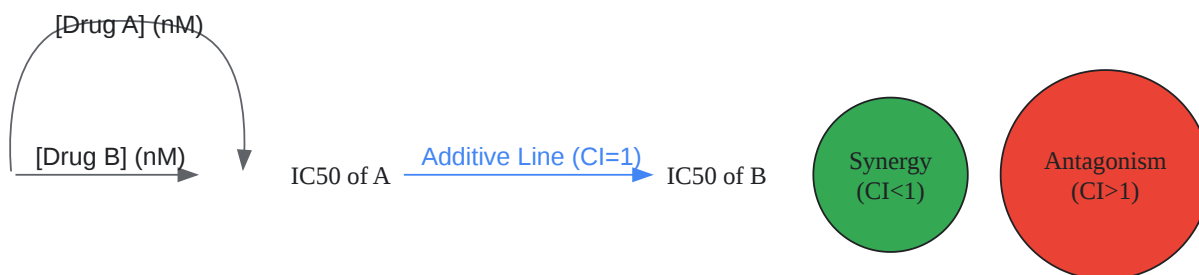 [Drug A] (nM)
[Drug B] (nM)
IC50 of A
Additive Line (CI=1)
IC50 of B
Synergy
(CI<1)
Antagonism
(CI>1)